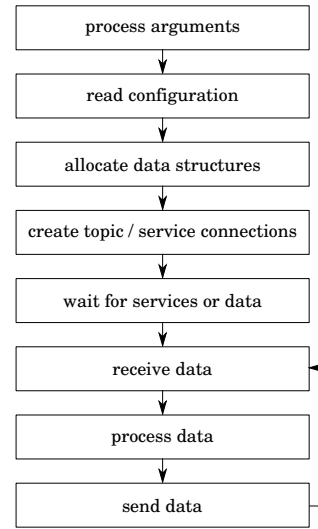 process arguments
read configuration
allocate data structures
create topic / service connections
wait for services or data
receive data
process data
send data